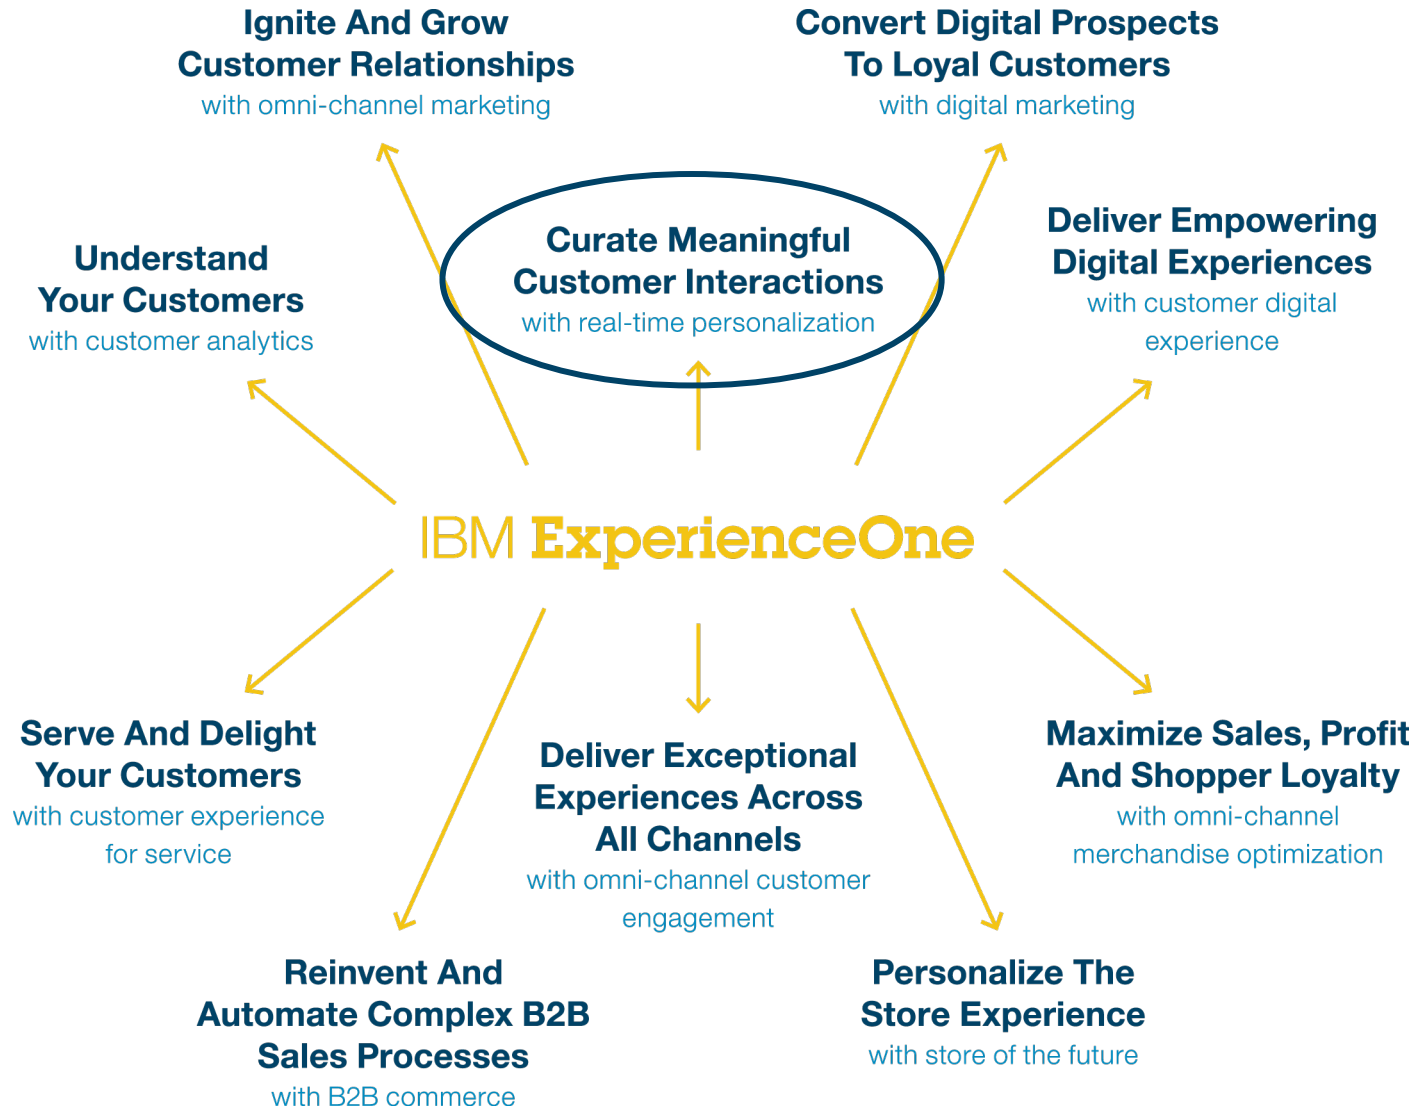 Ignite And Grow
Customer Relationships
with omni-channel marketing
Convert Digital Prospects
To Loyal Customers
with digital marketing
Understand
Your Customers
with customer analytics
Curate Meaningful
Customer Interactions
with real-time personalization
Deliver Empowering
Digital Experiences
with customer digital
experience
IBM ExperienceOne
Serve And Delight
Your Customers
with customer experience
for service
Deliver Exceptional
Experiences Across
All Channels
with omni-channel customer
engagement
Maximize Sales, Profit
And Shopper Loyalty
with omni-channel
merchandise optimization
Reinvent And
Automate Complex B2B
Sales Processes
with B2B commerce
Personalize The
Store Experience
with store of the future